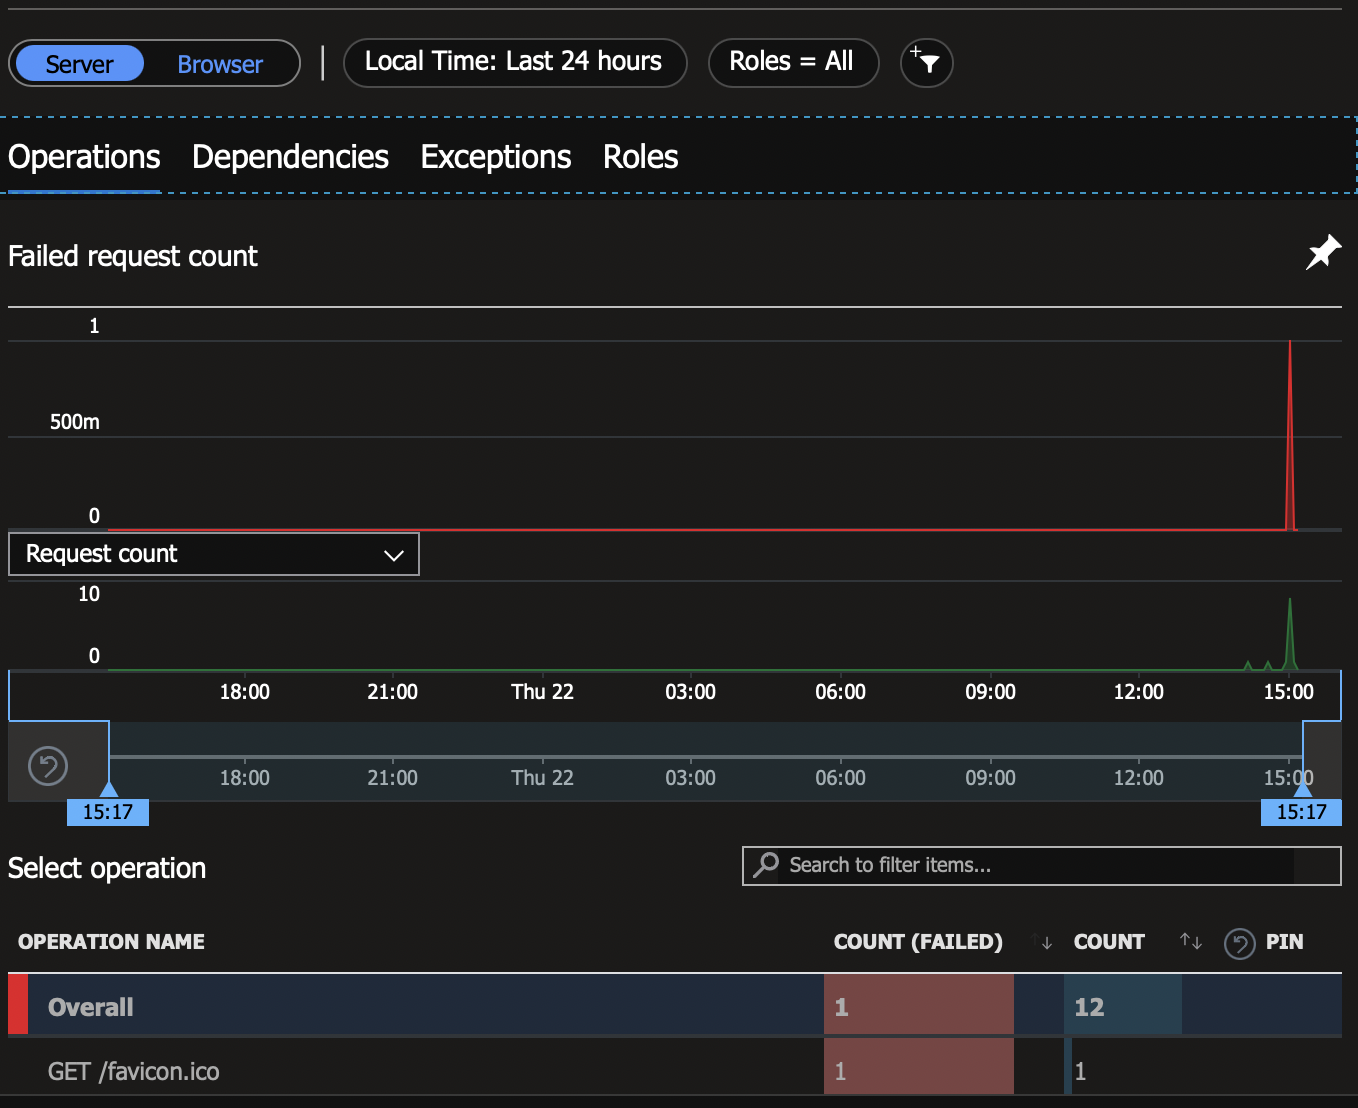 Server Browser Local Time: Last 24 hours Roles = All
Operations Dependencies Exceptions Roles
Failed request count
1
500m
0
Request count
10
0
18:00 21:00 Thu 22 03:00 06:00 09:00 12:00 15:00
18:00 21:00 Thu 22 03:00 06:00 09:00 12:00 15:00
15:17 15:17
Select operation Search to filter items...
OPERATION NAME COUNT (FAILED) ↑↓ COUNT ↑↓ PIN
Overall 1 12
GET /favicon.ico 1 1